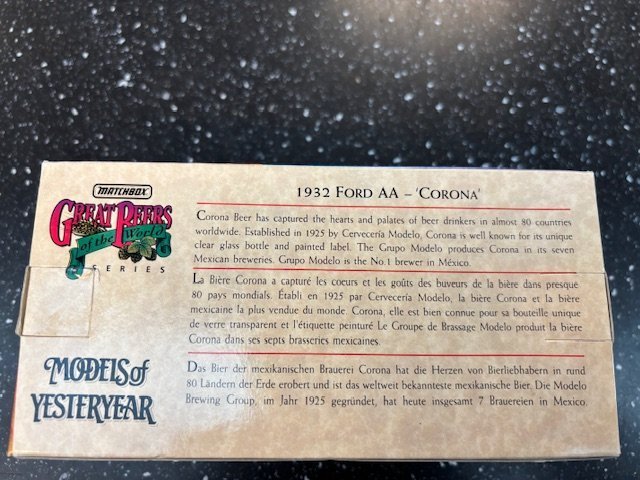 MATCHBOX
GREAT BEERS
of the World
SERIES
MODELS of
YESTERYEAR
1932 FORD AA – 'CORONA'
Corona Beer has captured the hearts and palates of beer drinkers in almost 80 countries
worldwide. Established in 1925 by Cervecería Modelo, Corona is well known for its unique
clear glass bottle and painted label. The Grupo Modelo produces Corona in its seven
Mexican breweries. Grupo Modelo is the No 1 brewer in México.
La Bière Corona a capturé les coeurs et les goûts des buveurs de la bière dans presque
80 pays mondials. Établi en 1925 par Cervecería Modelo, la bière Corona et la bière
mexicaine la plus vendue du monde. Corona, elle est bien connue pour sa bouteille unique
de verre transparent et l'étiquette peinturé Le Groupe de Brassage Modelo produit la bière
Corona dans ses septs brasseries mexicaines.
Das Bier der mexikanischen Brauerei Corona hat die Herzen von Bierliebhabern in rund
80 Ländern der Erde erobert und ist das weltweit bekannteste mexikanische Bier. Die Modelo
Brewing Group, im Jahr 1925 gegründet, hat heute insgesamt 7 Brauereien in Mexico.